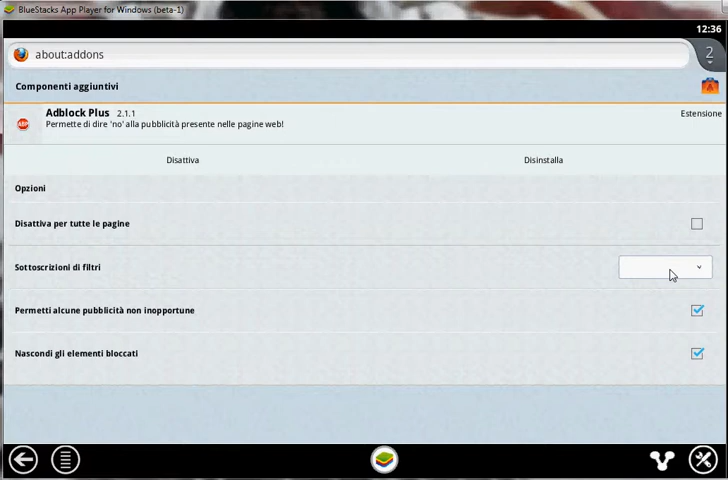 BlueStacks App Player for Windows (beta-1)
12:36
about:addons
2
Componenti aggiuntivi
Adblock Plus 2.1.1
Estensione
ABP
Permette di dire 'no' alla pubblicità presente nelle pagine web!
Disattiva Disinstalla
Opzioni
Disattiva per tutte le pagine
Sottoscrizioni di filtri
Permetti alcune pubblicità non inopportune
Nascondi gli elementi bloccati